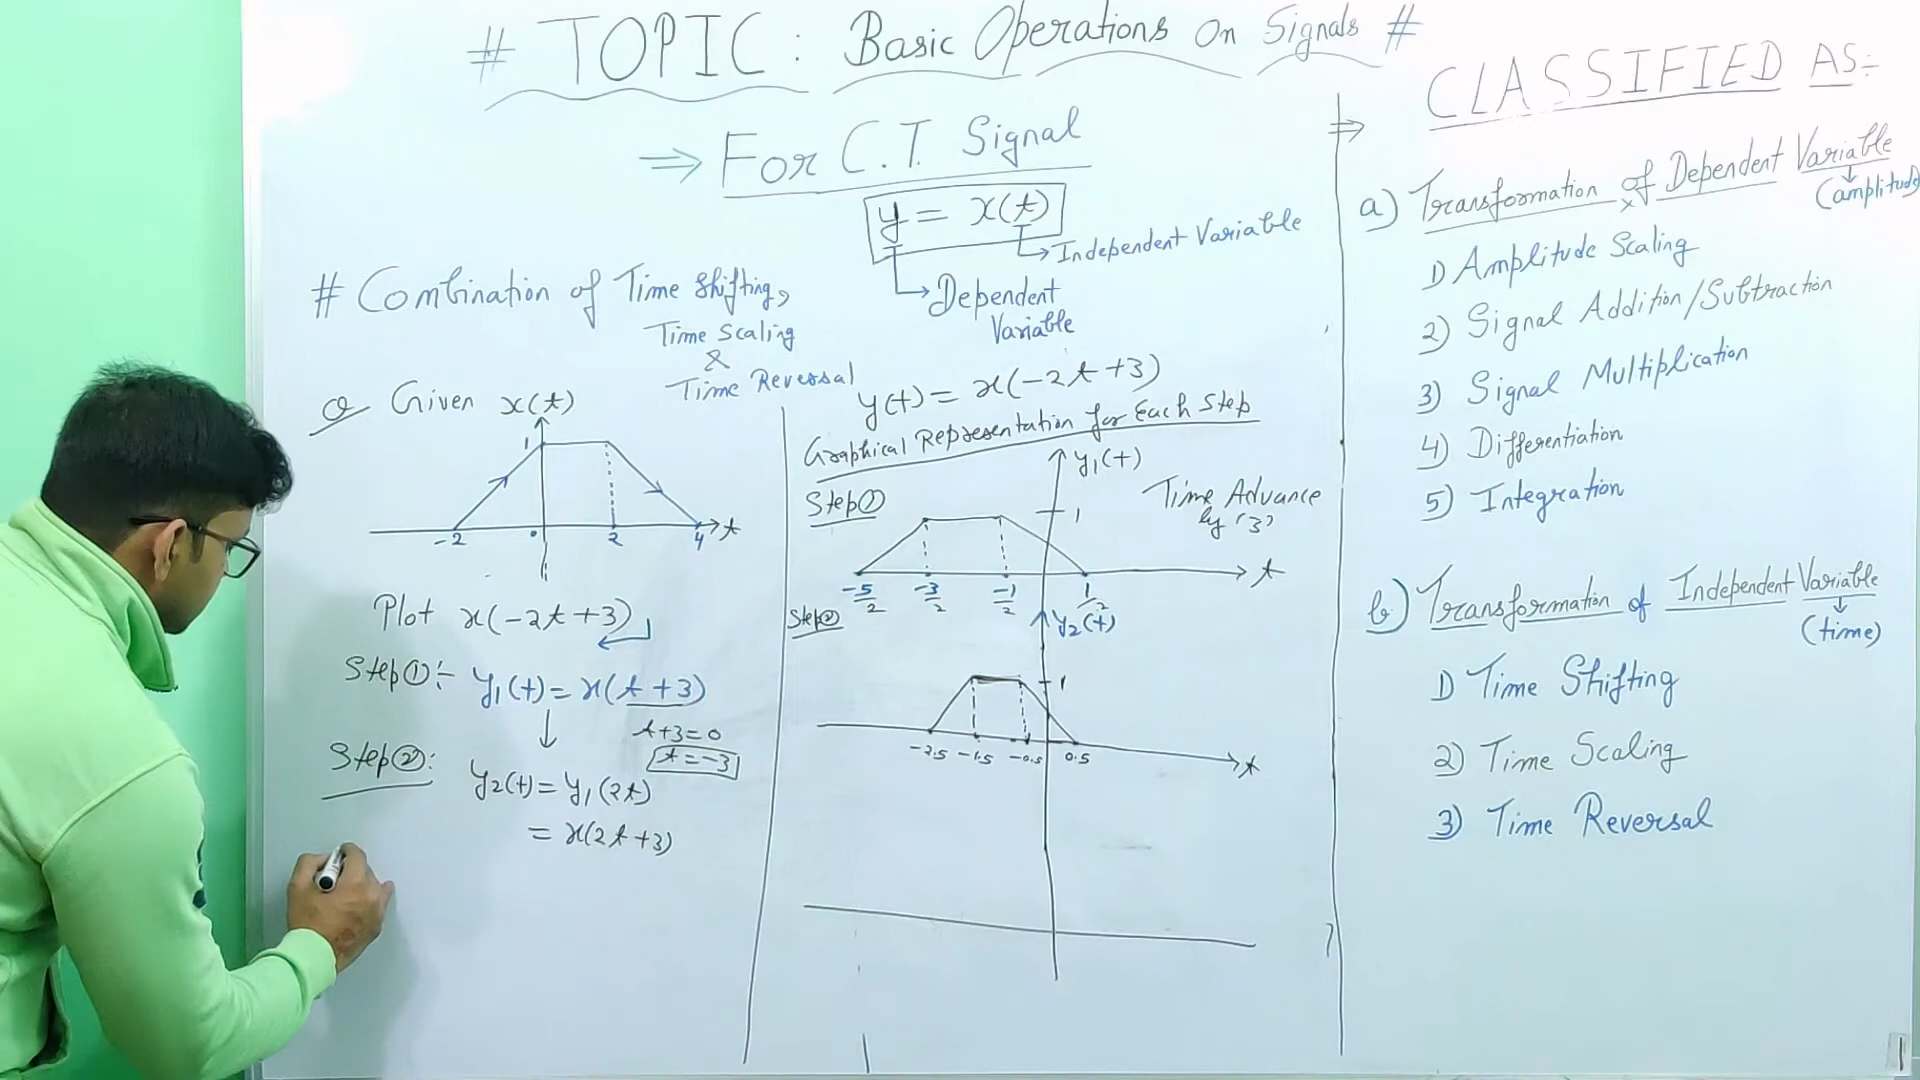 # TOPIC : Basic Operations On Signals #
⇒ For C.T. Signal
y = x(t)
→ Independent Variable
→ Dependent
Variable
# Combination of Time Shifting,
Time Scaling
&
Time Reversal
Q Given x(t)
1
-2 2 4 t
Plot x(-2t+3)
Step① :- y₁(t) = x(t+3)
t+3=0
t=-3
Step②: y₂(t) = y₁(2t)
= x(2t+3)
y(t) = x(-2t+3)
Graphical Representation for Each Step
Step①
y₁(t)
1
Time Advance
by '3'
t
-5/2 -3/2 -1/2 1/2
Step②
y₂(t)
1
-2.5 -1.5 -0.5 0.5 t
⇒ CLASSIFIED AS:-
a) Transformation of Dependent Variable
(amplitude)
1) Amplitude Scaling
2) Signal Addition/Subtraction
3) Signal Multiplication
4) Differentiation
5) Integration
b) Transformation of Independent Variable
(time)
1) Time Shifting
2) Time Scaling
3) Time Reversal